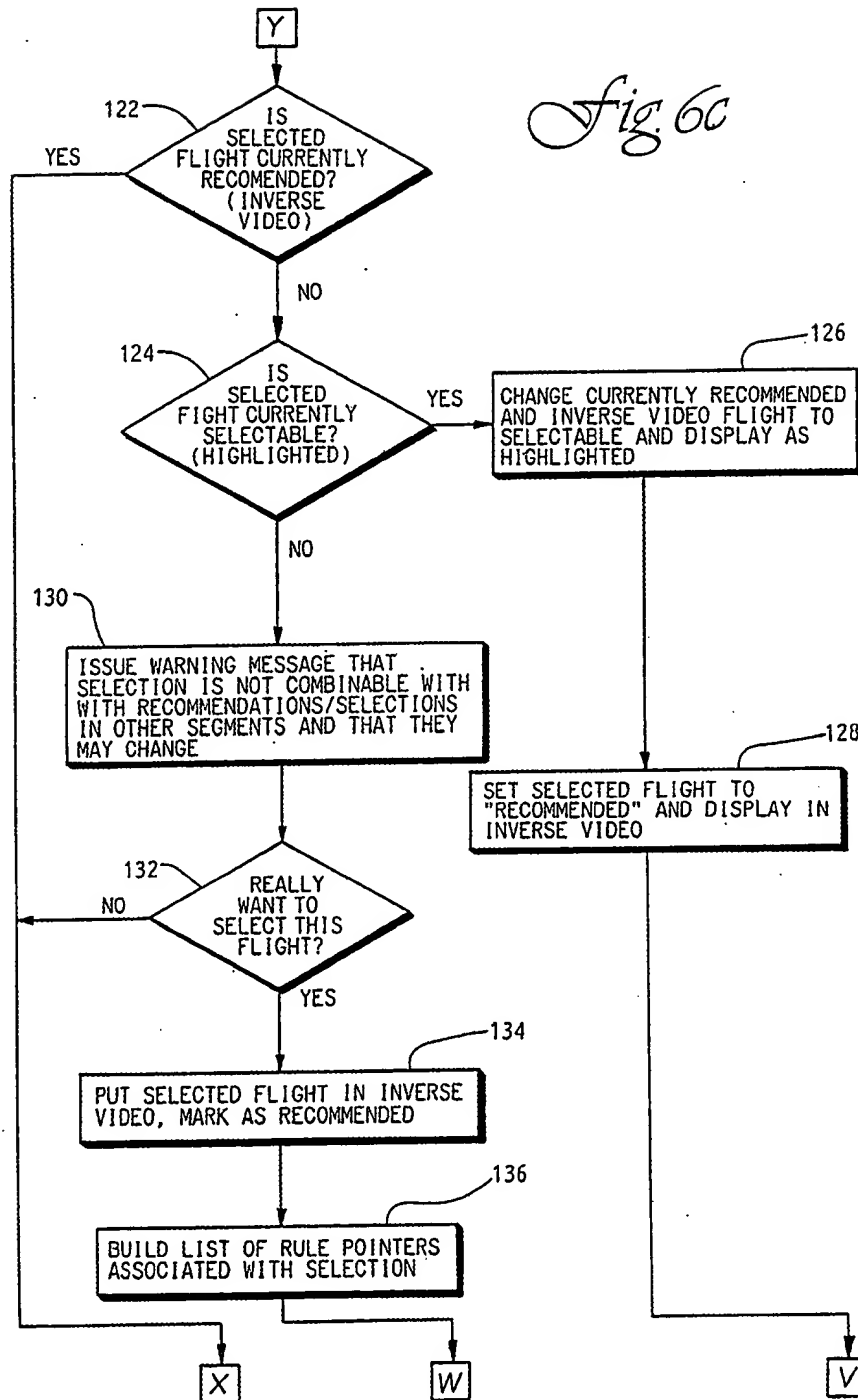 Y
Fig. 6c
122
IS
SELECTED
FLIGHT CURRENTLY
RECOMENDED?
(INVERSE
VIDEO)
YES
NO
124
IS
SELECTED
FIGHT CURRENTLY
SELECTABLE?
(HIGHLIGHTED)
YES
126
CHANGE CURRENTLY RECOMMENDED
AND INVERSE VIDEO FLIGHT TO
SELECTABLE AND DISPLAY AS
HIGHLIGHTED
NO
130
ISSUE WARNING MESSAGE THAT
SELECTION IS NOT COMBINABLE WITH
WITH RECOMMENDATIONS/SELECTIONS
IN OTHER SEGMENTS AND THAT THEY
MAY CHANGE
128
SET SELECTED FLIGHT TO
"RECOMMENDED" AND DISPLAY IN
INVERSE VIDEO
132
REALLY
WANT TO
SELECT THIS
FLIGHT?
NO
YES
134
PUT SELECTED FLIGHT IN INVERSE
VIDEO, MARK AS RECOMMENDED
136
BUILD LIST OF RULE POINTERS
ASSOCIATED WITH SELECTION
X
W
V